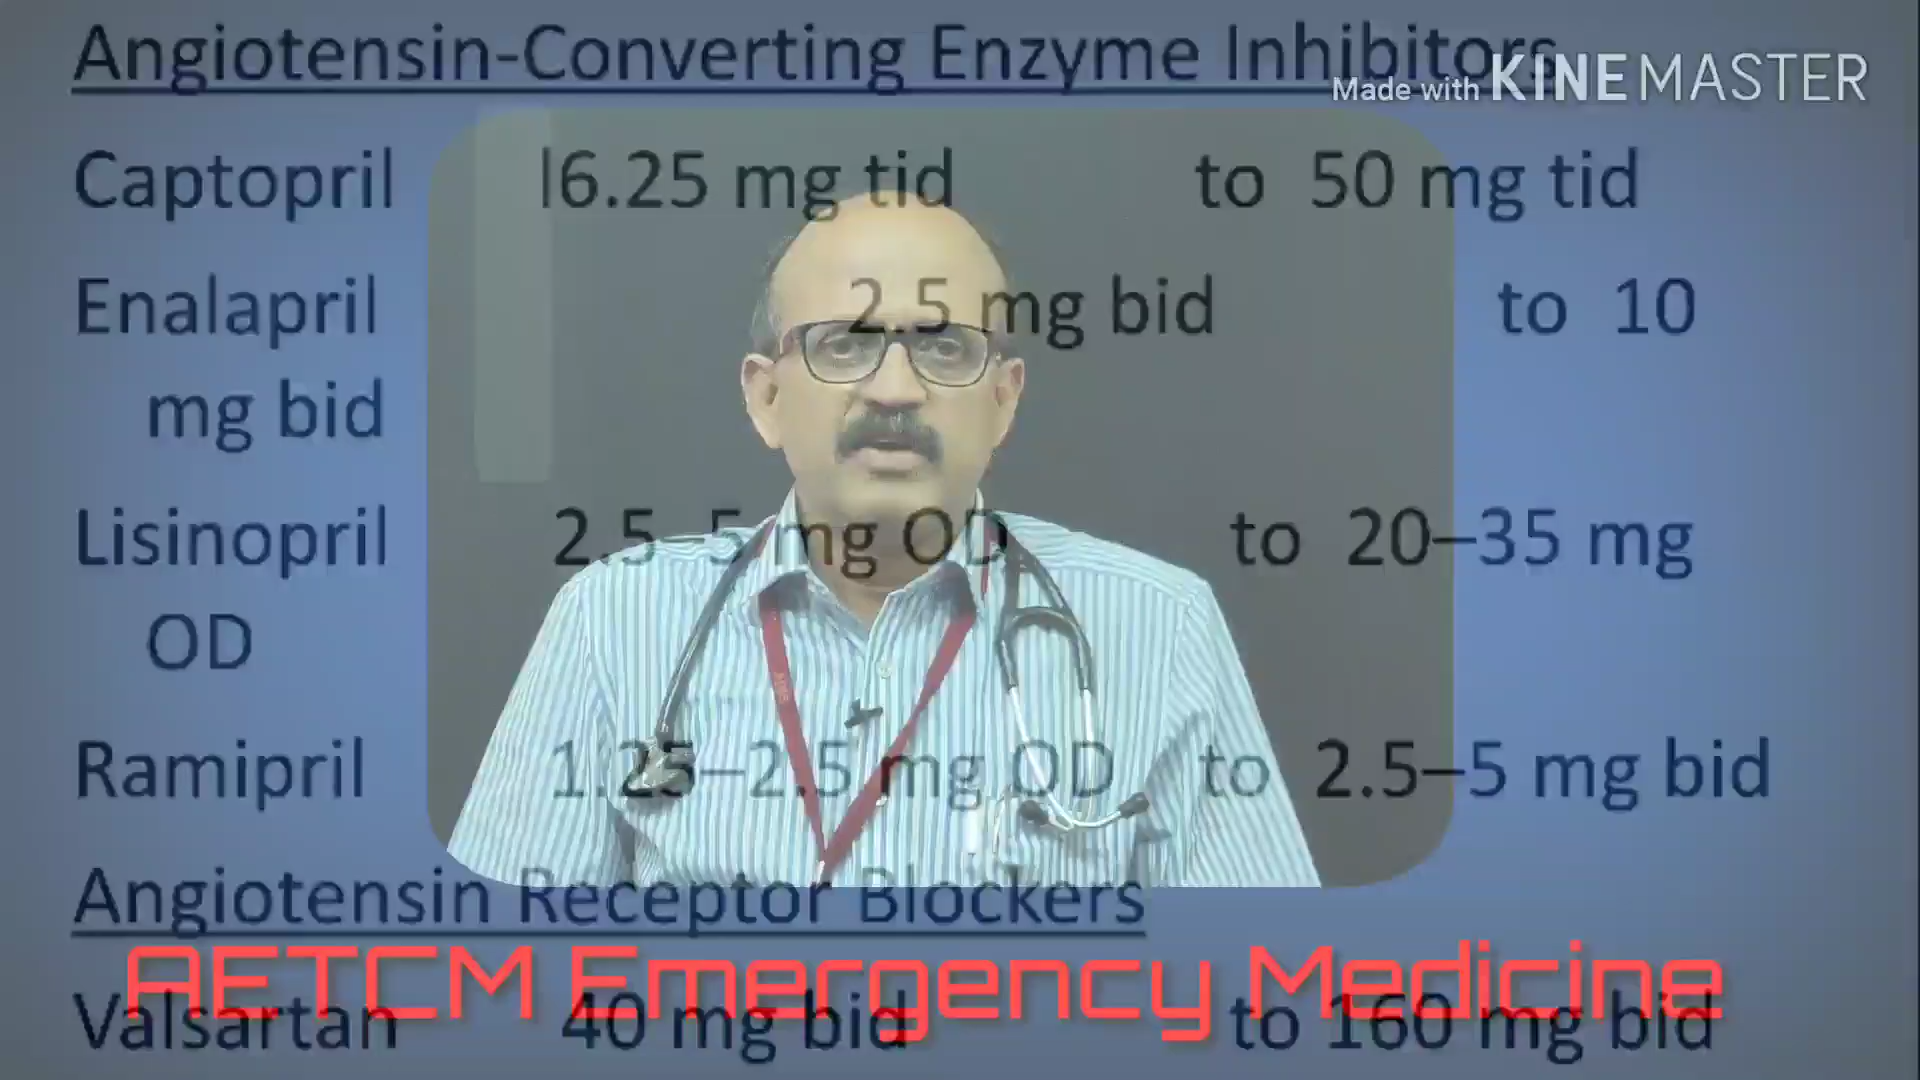 Angiotensin-Converting Enzyme Inhibitors
Made with KINEMASTER
Captopril l6.25 mg tid to 50 mg tid
Enalapril 2.5 mg bid to 10
mg bid
Lisinopril 2.5–5 mg OD to 20–35 mg
OD
Ramipril 1.25–2.5 mg OD to 2.5–5 mg bid
Angiotensin Receptor Blockers
AETCM Emergency Medicine
Valsartan 40 mg bid to 160 mg bid